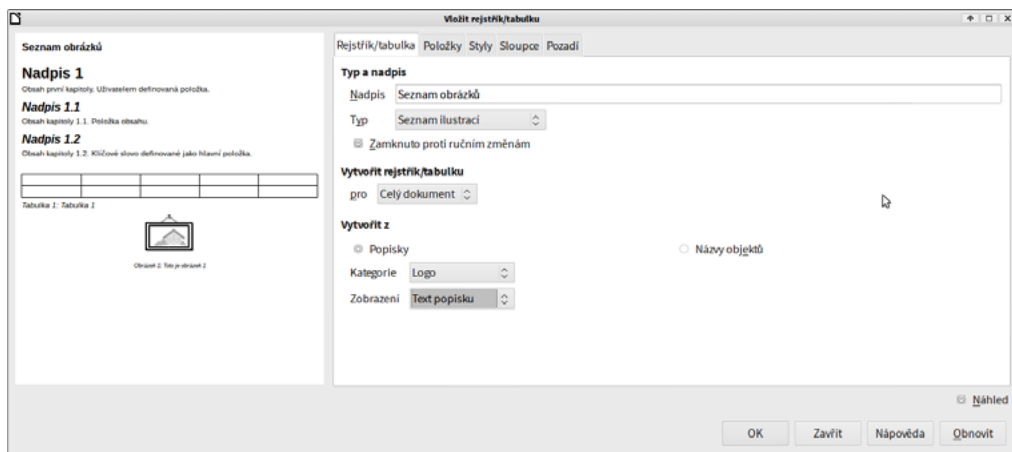 Vložit rejstřík/tabulku
Seznam obrázků
Nadpis 1
Obsah první kapitoly. Uživatelem definovaná položka.
Nadpis 1.1
Obsah kapitoly 1.1. Položka obsahu.
Nadpis 1.2
Obsah kapitoly 1.2. Klíčové slovo definované jako hlavní položka.
Tabulka 1: Tabulka 1
Obrázek 1: Toto je obrázek 1
Rejstřík/tabulka Položky Styly Sloupce Pozadí
Typ a nadpis
Nadpis Seznam obrázků
Typ Seznam ilustrací
Zamknuto proti ručním změnám
Vytvořit rejstřík/tabulku
pro Celý dokument
Vytvořit z
Popisky Názvy objektů
Kategorie Logo
Zobrazení Text popisku
Náhled
OK Zavřít Nápověda Obnovit